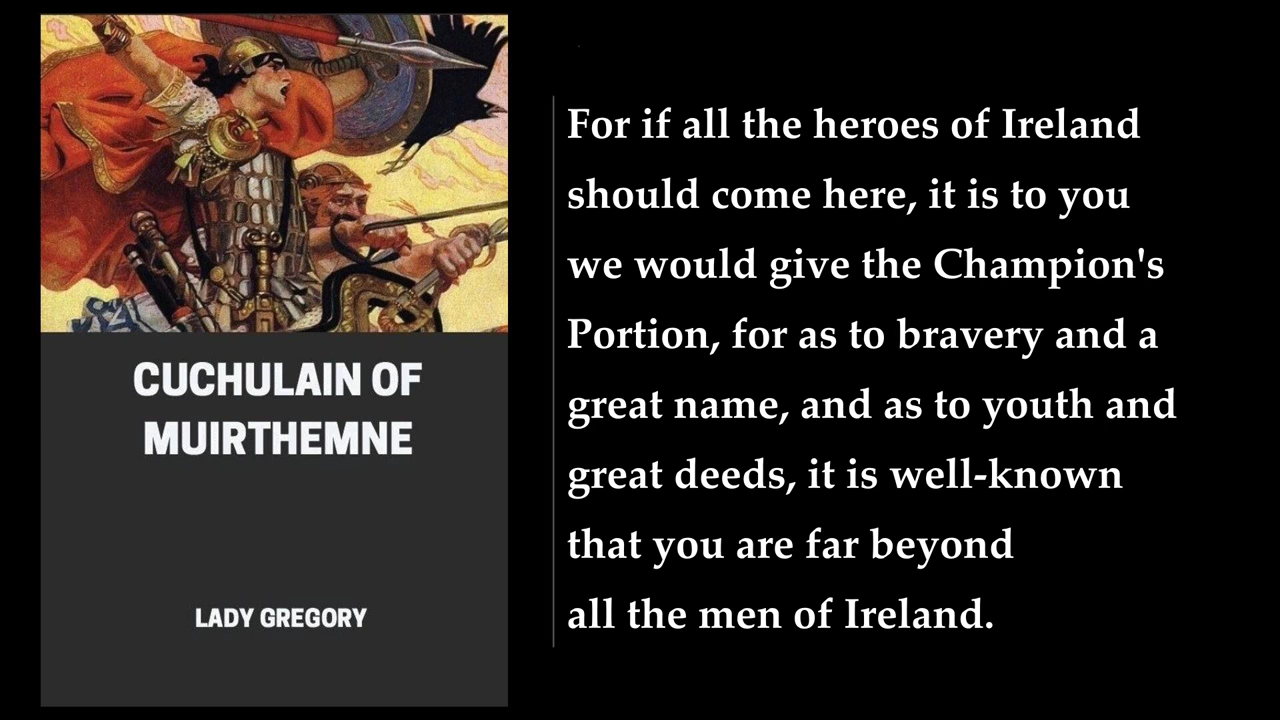 CUCHULAIN OF
MUIRTHEMNE
LADY GREGORY
For if all the heroes of Ireland
should come here, it is to you
we would give the Champion's
Portion, for as to bravery and a
great name, and as to youth and
great deeds, it is well-known
that you are far beyond
all the men of Ireland.